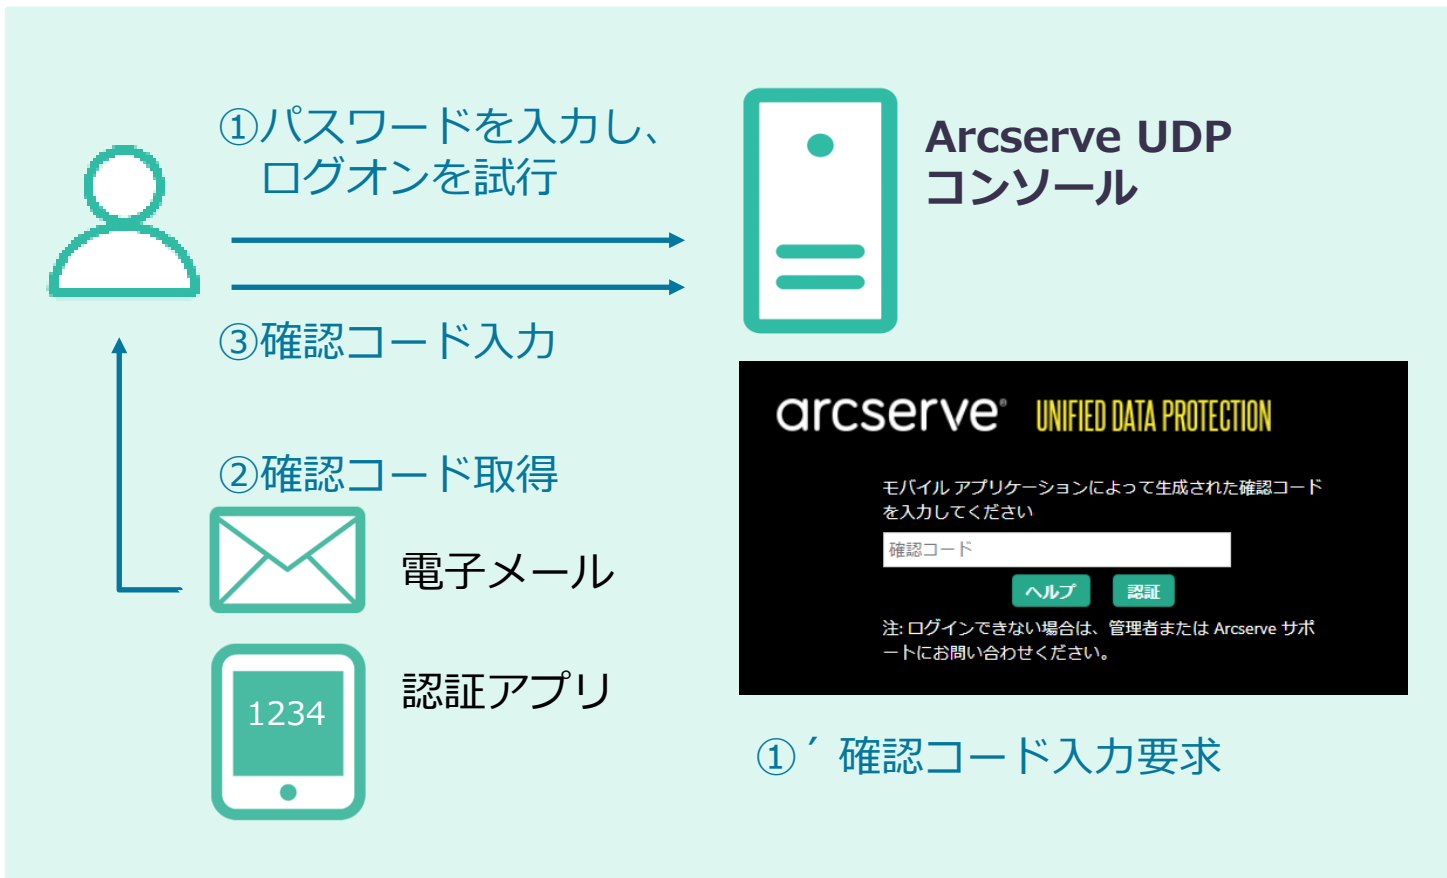 ①パスワードを入力し、
ログオンを試行
Arcserve UDP
コンソール
③確認コード入力
②確認コード取得
電子メール
認証アプリ
1234
arcserve® UNIFIED DATA PROTECTION
モバイル アプリケーションによって生成された確認コード
を入力してください
確認コード
ヘルプ 認証
注: ログインできない場合は、管理者または Arcserve サポ
ートにお問い合わせください。
①´ 確認コード入力要求